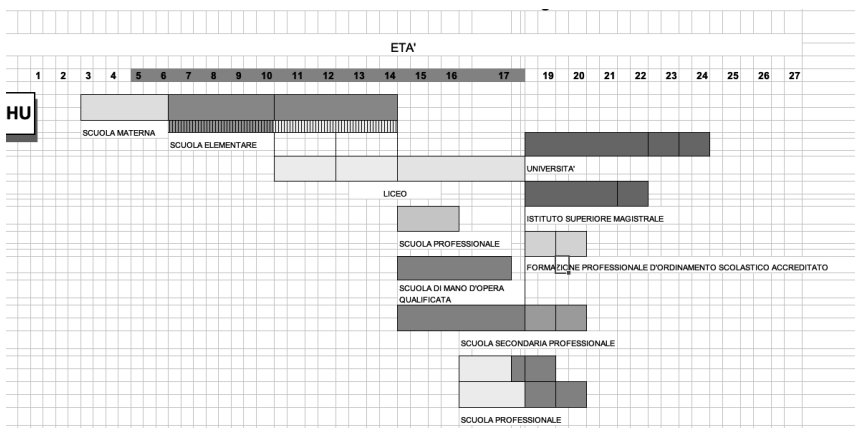 ETA'
1 2 3 4 5 6 7 8 9 10 11 12 13 14 15 16 17 19 20 21 22 23 24 25 26 27
HU
SCUOLA MATERNA
SCUOLA ELEMENTARE
UNIVERSITA'
LICEO
ISTITUTO SUPERIORE MAGISTRALE
SCUOLA PROFESSIONALE
FORMAZIONE PROFESSIONALE D'ORDINAMENTO SCOLASTICO ACCREDITATO
SCUOLA DI MANO D'OPERA
QUALIFICATA
SCUOLA SECONDARIA PROFESSIONALE
SCUOLA PROFESSIONALE